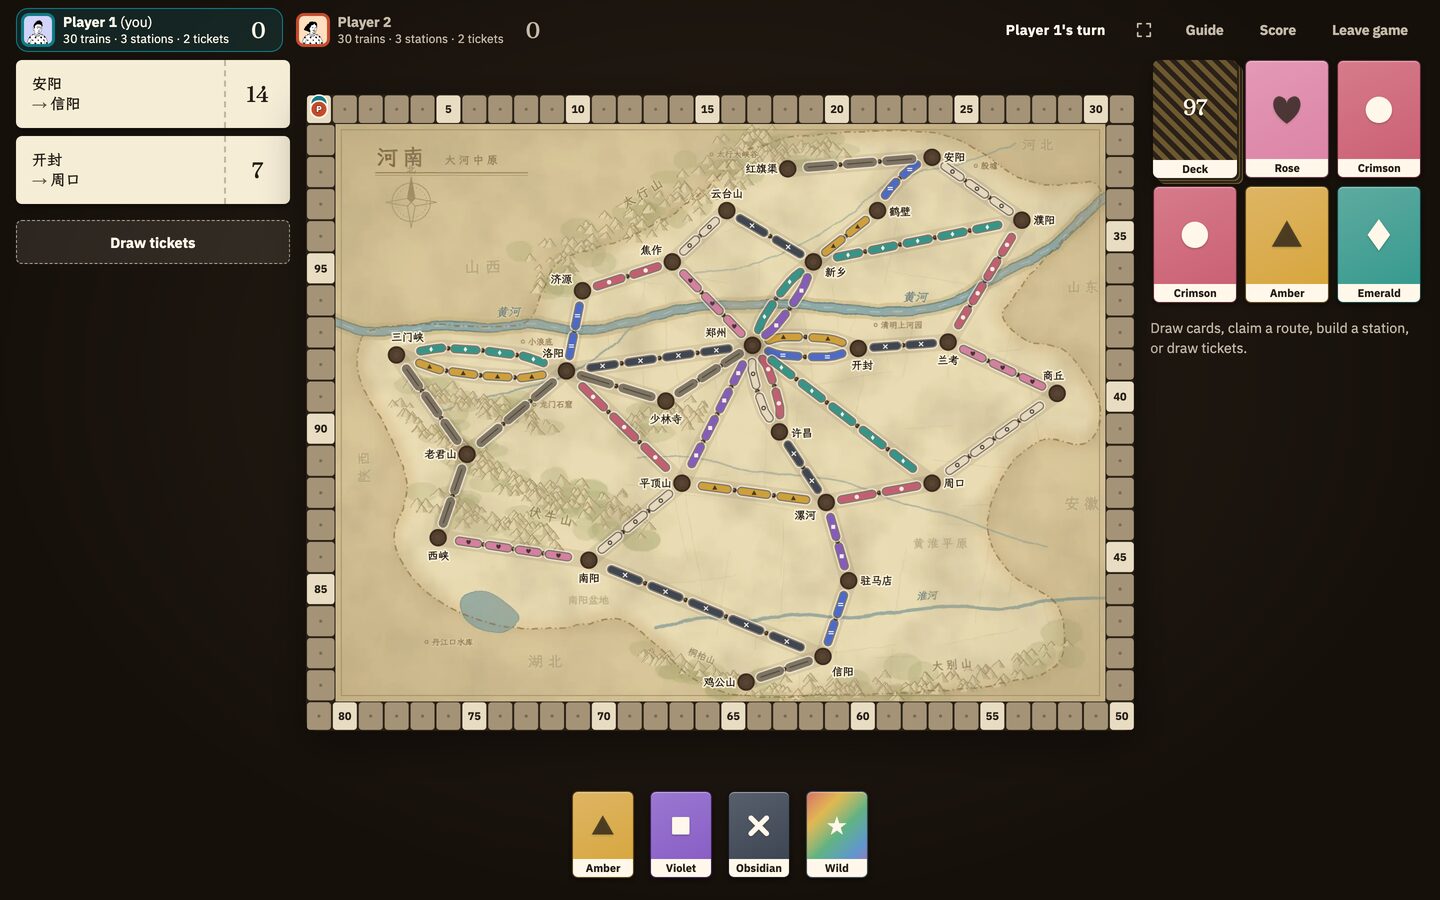 Player 1 (you)
30 trains · 3 stations · 2 tickets
0
Player 2
30 trains · 3 stations · 2 tickets
0
Player 1's turn
Guide
Score
Leave game
安阳
→ 信阳
14
开封
→ 周口
7
Draw tickets
P
5
10
15
20
25
30
35
40
45
50
55
60
65
70
75
80
85
90
95
河南
大河中原
北
太行大峡谷
河北
安阳
殷墟
红旗渠
太行山
云台山
鹤壁
濮阳
焦作
新乡
山西
济源
山东
黄河
黄河
清明上河园
三门峡
小浪底
洛阳
郑州
开封
兰考
商丘
龙门石窟
少林寺
许昌
老君山
平顶山
周口
安徽
漯河
伏牛山
黄淮平原
西峡
南阳
驻马店
南阳盆地
淮河
丹江口水库
湖北
桐柏山
信阳
大别山
鸡公山
97
Deck
Rose
Crimson
Crimson
Amber
Emerald
Draw cards, claim a route, build a station,
or draw tickets.
Amber
Violet
Obsidian
Wild